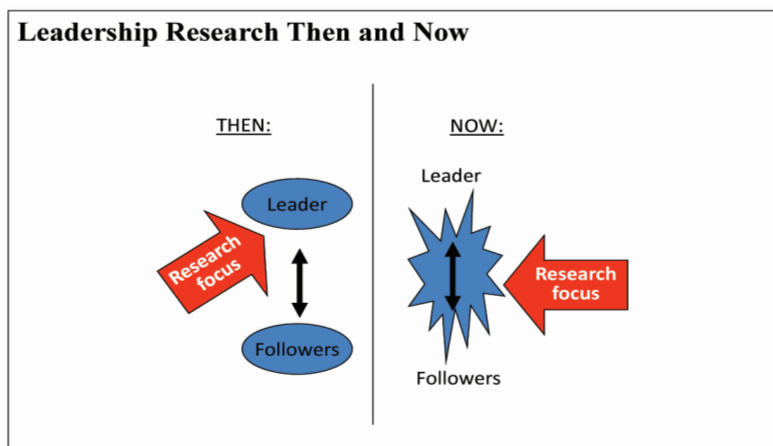 Leadership Research Then and Now
THEN:
Leader
Research
focus
Followers
NOW:
Leader
Research
focus
Followers